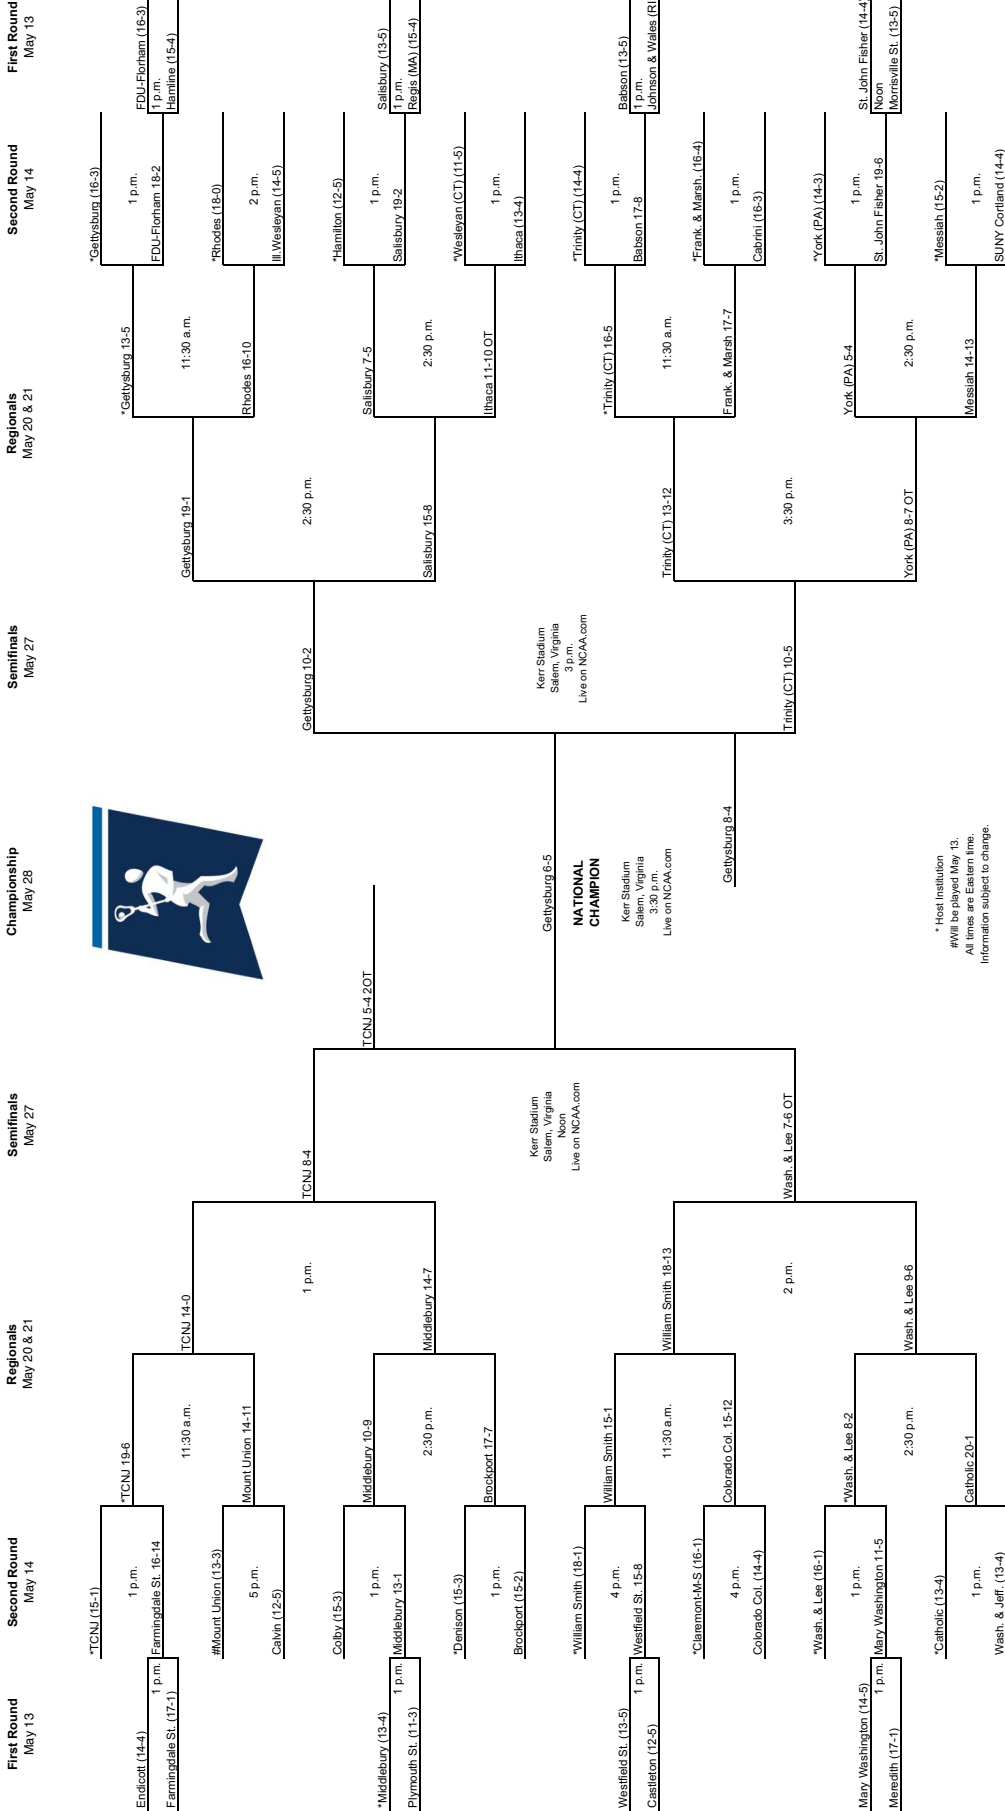 First Round
May 13
Second Round
May 14
Regionals
May 20 & 21
Semifinals
May 27
Championship
May 28
Semifinals
May 27
Regionals
May 20 & 21
Second Round
May 14
First Round
May 13
Endicott (14-4)
1 p.m.
Farmingdale St. (17-1)
*Middlebury (13-4)
1 p.m.
Plymouth St. (11-3)
Westfield St. (13-5)
1 p.m.
Castleton (12-5)
Mary Washington (14-5)
1 p.m.
Meredith (17-1)
*TCNJ (15-1)
1 p.m.
Farmingdale St. 16-14
#Mount Union (13-3)
5 p.m.
Calvin (12-5)
Colby (15-3)
1 p.m.
Middlebury 13-1
*Denison (15-3)
1 p.m.
Brockport (15-2)
*William Smith (18-1)
4 p.m.
Westfield St. 15-8
*Claremont-M-S (16-1)
4 p.m.
Colorado Col. (14-4)
*Wash. & Lee (16-1)
1 p.m.
Mary Washington 11-5
*Catholic (13-4)
1 p.m.
Wash. & Jeff. (13-4)
*TCNJ 19-6
11:30 a.m.
Mount Union 14-11
Middlebury 10-9
2:30 p.m.
Brockport 17-7
William Smith 15-1
11:30 a.m.
Colorado Col. 15-12
*Wash. & Lee 8-2
2:30 p.m.
Catholic 20-1
TCNJ 14-0
1 p.m.
Middlebury 14-7
William Smith 18-13
2 p.m.
Wash. & Lee 9-6
TCNJ 8-4
Kerr Stadium
Salem, Virginia
Noon
Live on NCAA.com
Wash. & Lee 7-6 OT
TCNJ 5-4 2OT
Gettysburg 6-5
NATIONAL
CHAMPION
Kerr Stadium
Salem, Virginia
3:30 p.m.
Live on NCAA.com
Gettysburg 8-4
* Host Institution
#Will be played May 13.
All times are Eastern time.
Information subject to change.
Gettysburg 10-2
Kerr Stadium
Salem, Virginia
3 p.m.
Live on NCAA.com
Trinity (CT) 10-5
Gettysburg 19-1
2:30 p.m.
Salisbury 15-8
Trinity (CT) 13-12
3:30 p.m.
York (PA) 8-7 OT
*Gettysburg 13-5
11:30 a.m.
Rhodes 16-10
Salisbury 7-5
2:30 p.m.
Ithaca 11-10 OT
*Trinity (CT) 16-5
11:30 a.m.
Frank. & Marsh 17-7
York (PA) 5-4
2:30 p.m.
Messiah 14-13
*Gettysburg (16-3)
1 p.m.
FDU-Florham 18-2
*Rhodes (18-0)
2 p.m.
Ill.Wesleyan (14-5)
*Hamilton (12-5)
1 p.m.
Salisbury 19-2
*Wesleyan (CT) (11-5)
1 p.m.
Ithaca (13-4)
*Trinity (CT) (14-4)
1 p.m.
Babson 17-8
*Frank. & Marsh. (16-4)
1 p.m.
Cabrini (16-3)
*York (PA) (14-3)
1 p.m.
St. John Fisher 19-6
*Messiah (15-2)
1 p.m.
SUNY Cortland (14-4)
FDU-Florham (16-3)
1 p.m.
Hamline (15-4)
Salisbury (13-5)
1 p.m.
Regis (MA) (15-4)
Babson (13-5)
1 p.m.
Johnson & Wales (RI
St. John Fisher (14-4)
Noon
Morrisville St. (13-5)